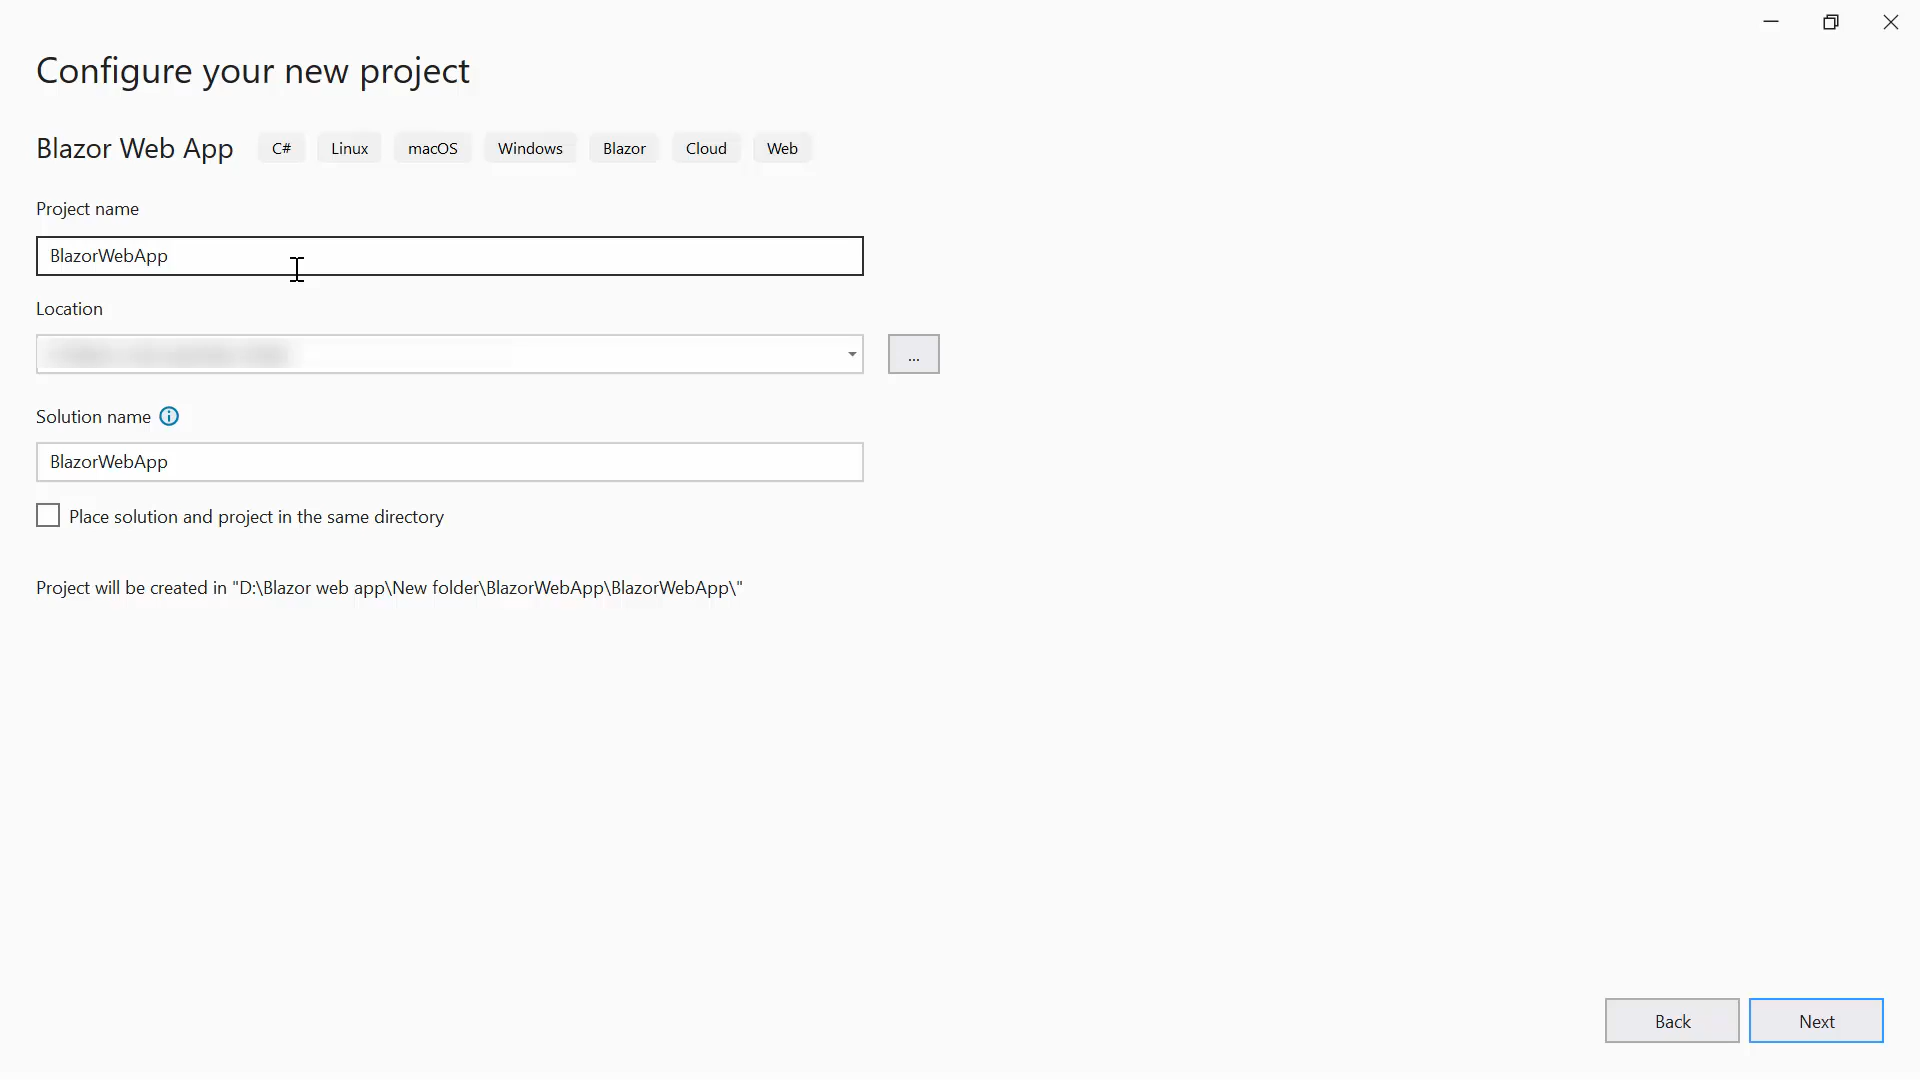 Configure your new project
Blazor Web App C# Linux macOS Windows Blazor Cloud Web
Project name
BlazorWebApp
Location
...
Solution name
BlazorWebApp
Place solution and project in the same directory
Project will be created in "D:\Blazor web app\New folder\BlazorWebApp\BlazorWebApp\"
Back Next